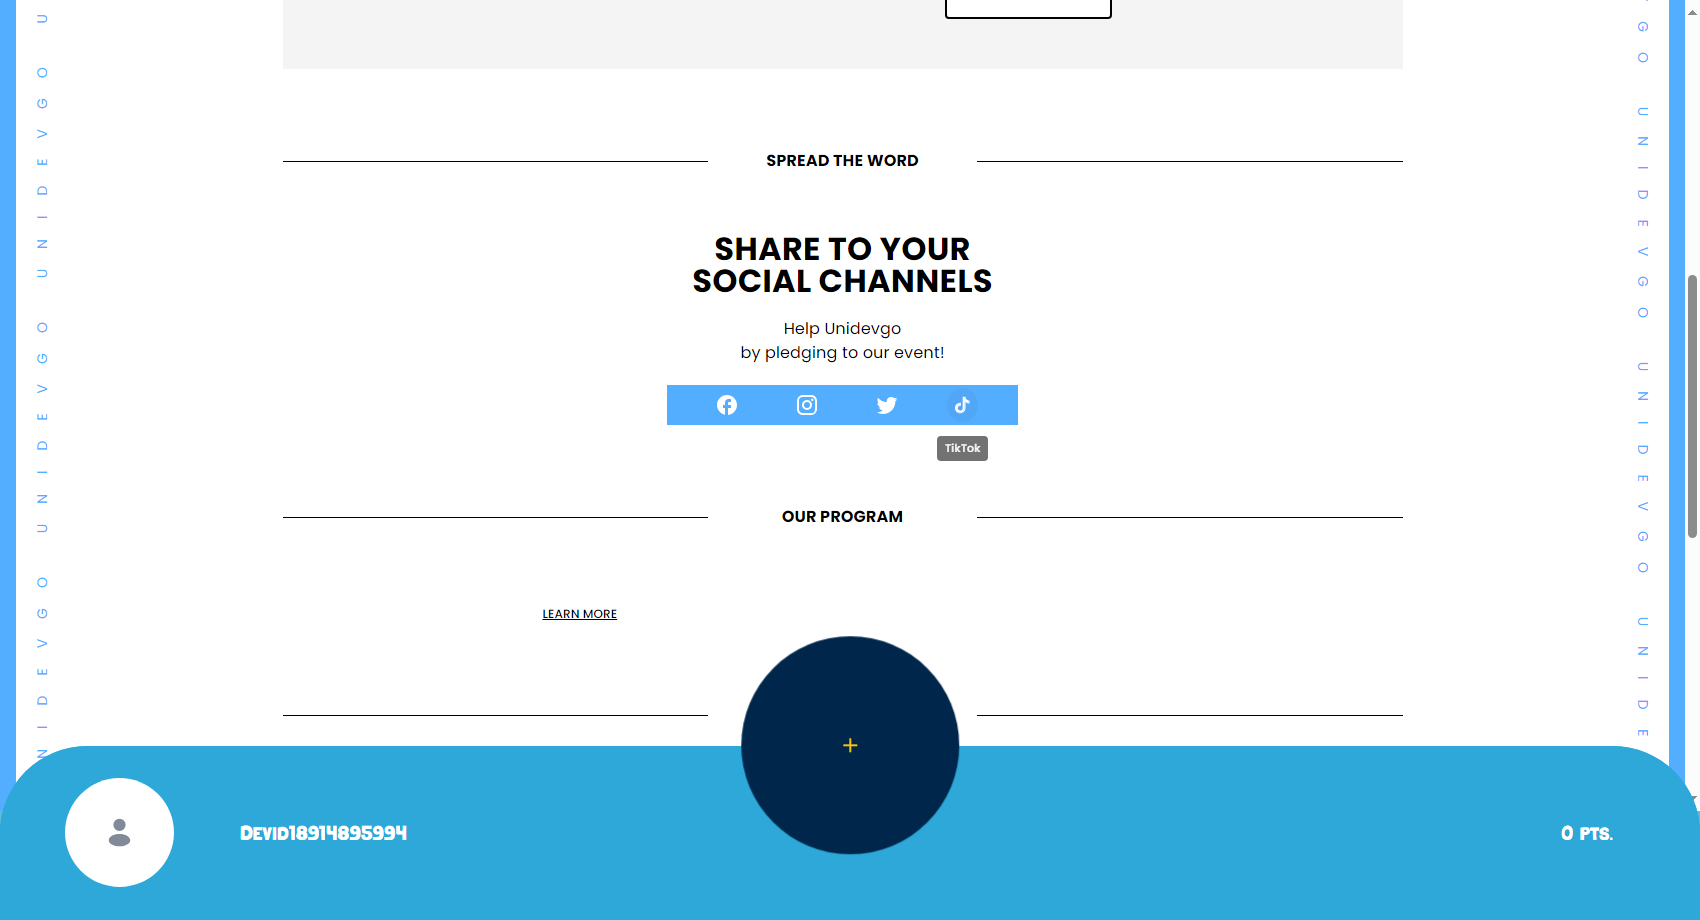 SPREAD THE WORD
SHARE TO YOUR
SOCIAL CHANNELS
Help Unidevgo
by pledging to our event!
TikTok
OUR PROGRAM
LEARN MORE
+
Devid18914895994
0 pts.
U N I D E V G O U N I D E V G O U N I D E V G O U
G O U N I D E V G O U N I D E V G O U N I D E